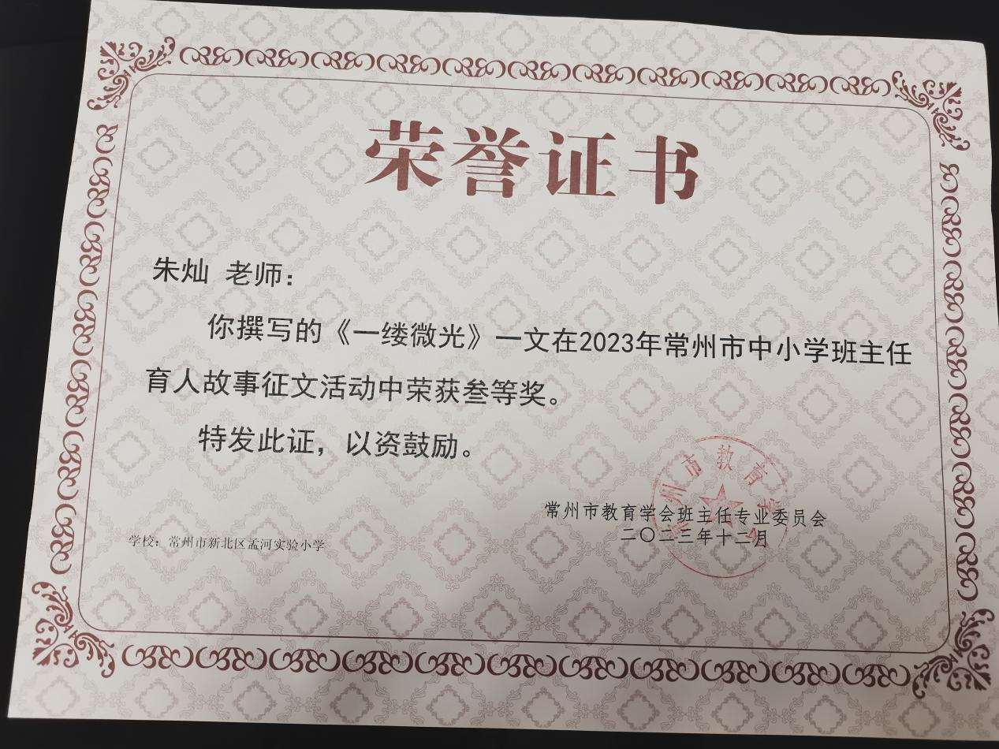 荣誉证书
朱灿 老师：
你撰写的《一缕微光》一文在2023年常州市中小学班主任
育人故事征文活动中荣获叁等奖。
特发此证，以资鼓励。
州市教育
常州市教育学会班主任专业委员会
二〇二三年十二月
学校：常州市新北区孟河实验小学